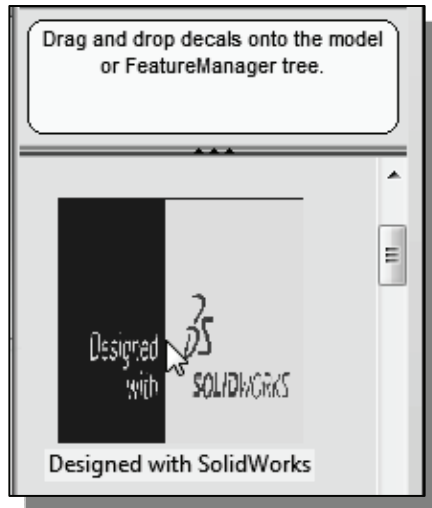 Drag and drop decals onto the model
or FeatureManager tree.
Designed
with
SOLIDWORKS
Designed with SolidWorks